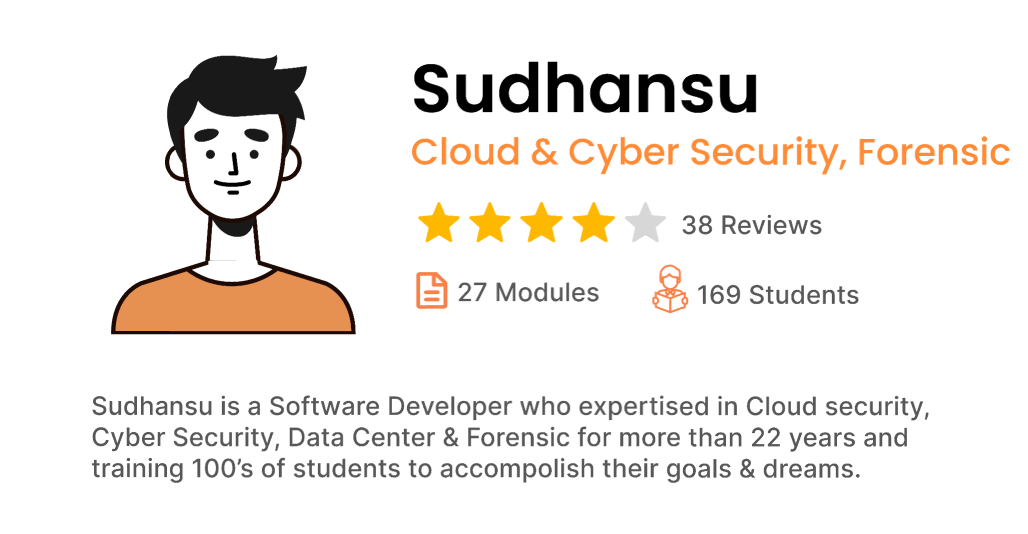 Sudhansu
Cloud & Cyber Security, Forensic
38 Reviews
27 Modules
169 Students
Sudhansu is a Software Developer who expertised in Cloud security,
Cyber Security, Data Center & Forensic for more than 22 years and
training 100’s of students to accompolish their goals & dreams.